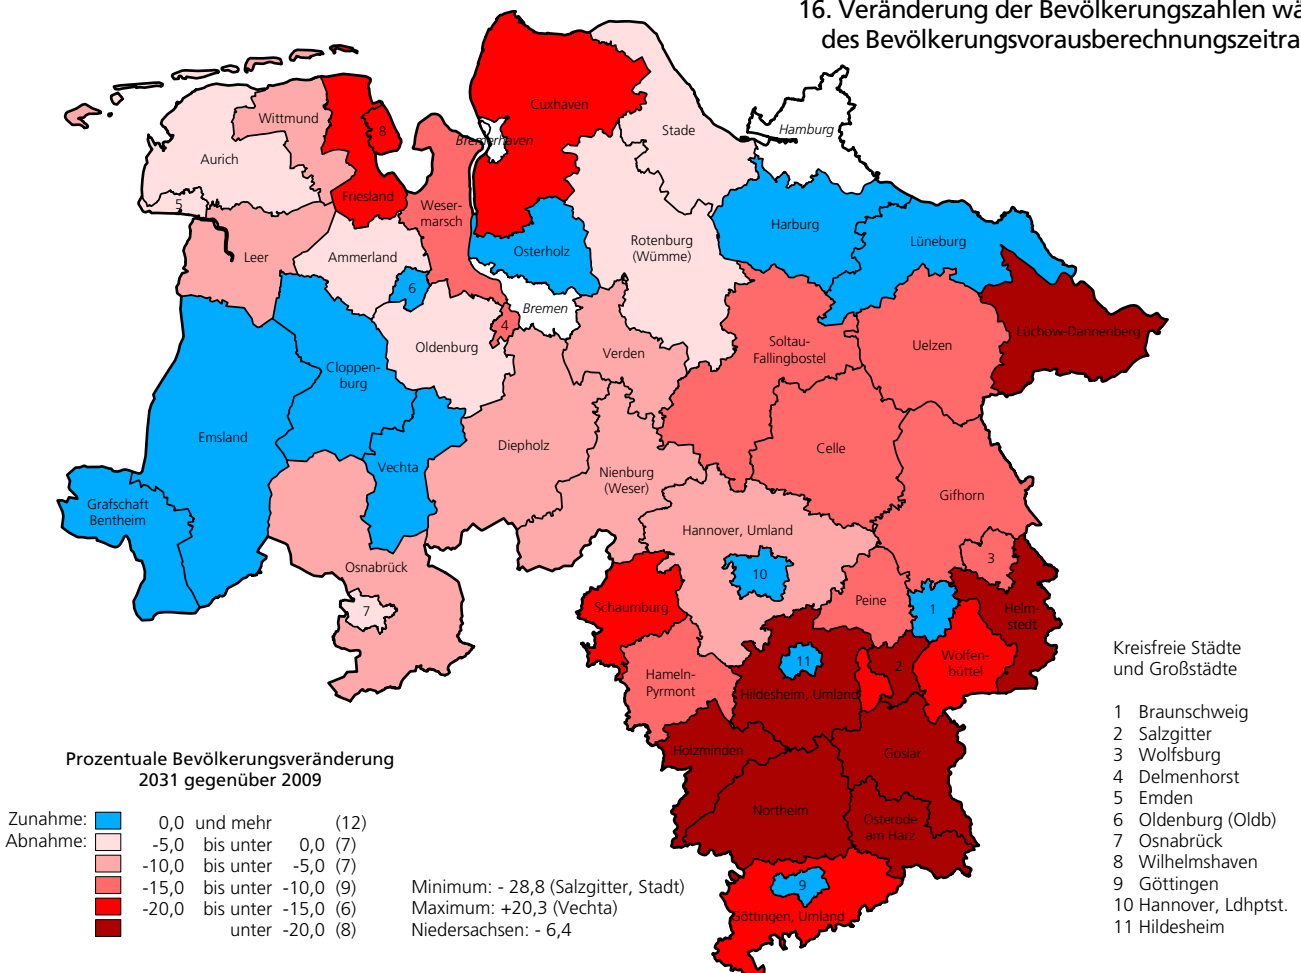 16. Veränderung der Bevölkerungszahlen wä
des Bevölkerungsvorausberechnungszeitra
Cuxhaven
Wittmund
8
Stade
Hamburg
Bremerhaven
Aurich
Friesland
5
Weser-
marsch
Harburg
Lüneburg
Rotenburg
(Wümme)
Osterholz
Leer
Ammerland
6
Bremen
4
Lüchow-Dannenberg
Oldenburg
Verden
Soltau-
Fallingbostel
Uelzen
Cloppen-
burg
Emsland
Diepholz
Celle
Vechta
Nienburg
(Weser)
Gifhorn
Grafschaft
Bentheim
Hannover, Umland
3
Osnabrück
10
7
Schaumburg
Peine
1
Helm-
stedt
11
2
Wolfen-
büttel
Hameln-
Pyrmont
Hildesheim, Umland
Holzminden
Goslar
Northeim
Osterode
am Harz
9
Göttingen, Umland
Kreisfreie Städte
und Großstädte
1 Braunschweig
2 Salzgitter
3 Wolfsburg
4 Delmenhorst
5 Emden
6 Oldenburg (Oldb)
7 Osnabrück
8 Wilhelmshaven
9 Göttingen
10 Hannover, Ldhptst.
11 Hildesheim
Prozentuale Bevölkerungsveränderung
2031 gegenüber 2009
Zunahme: 0,0 und mehr (12)
Abnahme: -5,0 bis unter 0,0 (7)
-10,0 bis unter -5,0 (7)
-15,0 bis unter -10,0 (9)
-20,0 bis unter -15,0 (6)
unter -20,0 (8)
Minimum: - 28,8 (Salzgitter, Stadt)
Maximum: +20,3 (Vechta)
Niedersachsen: - 6,4